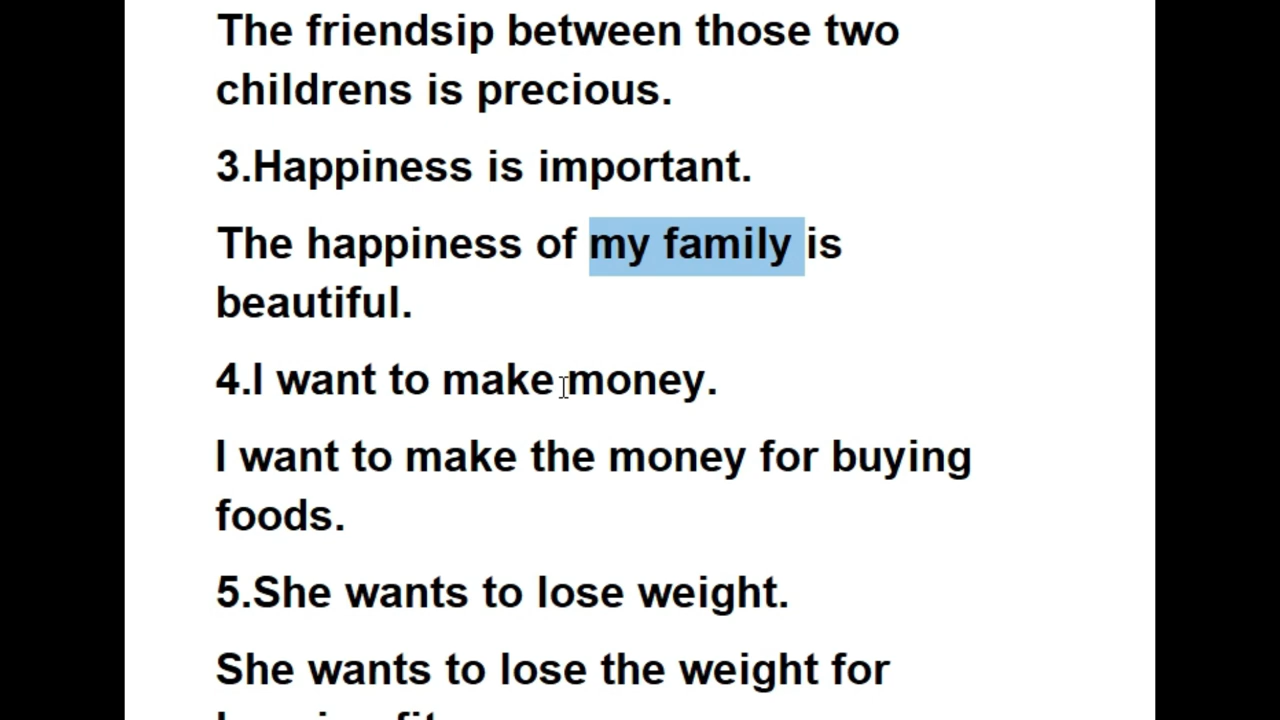 The friendsip between those two
childrens is precious.
3.Happiness is important.
The happiness of my family is
beautiful.
4.I want to make money.
I want to make the money for buying
foods.
5.She wants to lose weight.
She wants to lose the weight for